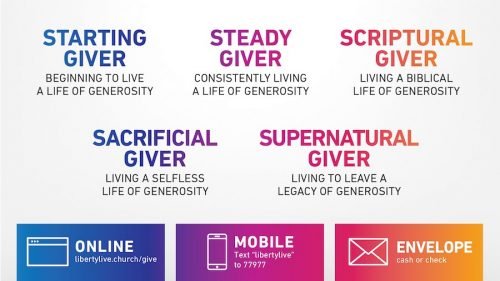 STARTING
GIVER
BEGINNING TO LIVE
A LIFE OF GENEROSITY
STEADY
GIVER
CONSISTENTLY LIVING
A LIFE OF GENEROSITY
SCRIPTURAL
GIVER
LIVING A BIBLICAL
LIFE OF GENEROSITY
SACRIFICIAL
GIVER
LIVING A SELFLESS
LIFE OF GENEROSITY
SUPERNATURAL
GIVER
LIVING TO LEAVE A
LEGACY OF GENEROSITY
ONLINE
libertylive.church/give
MOBILE
Text "libertylive"
to 77977
ENVELOPE
cash or check